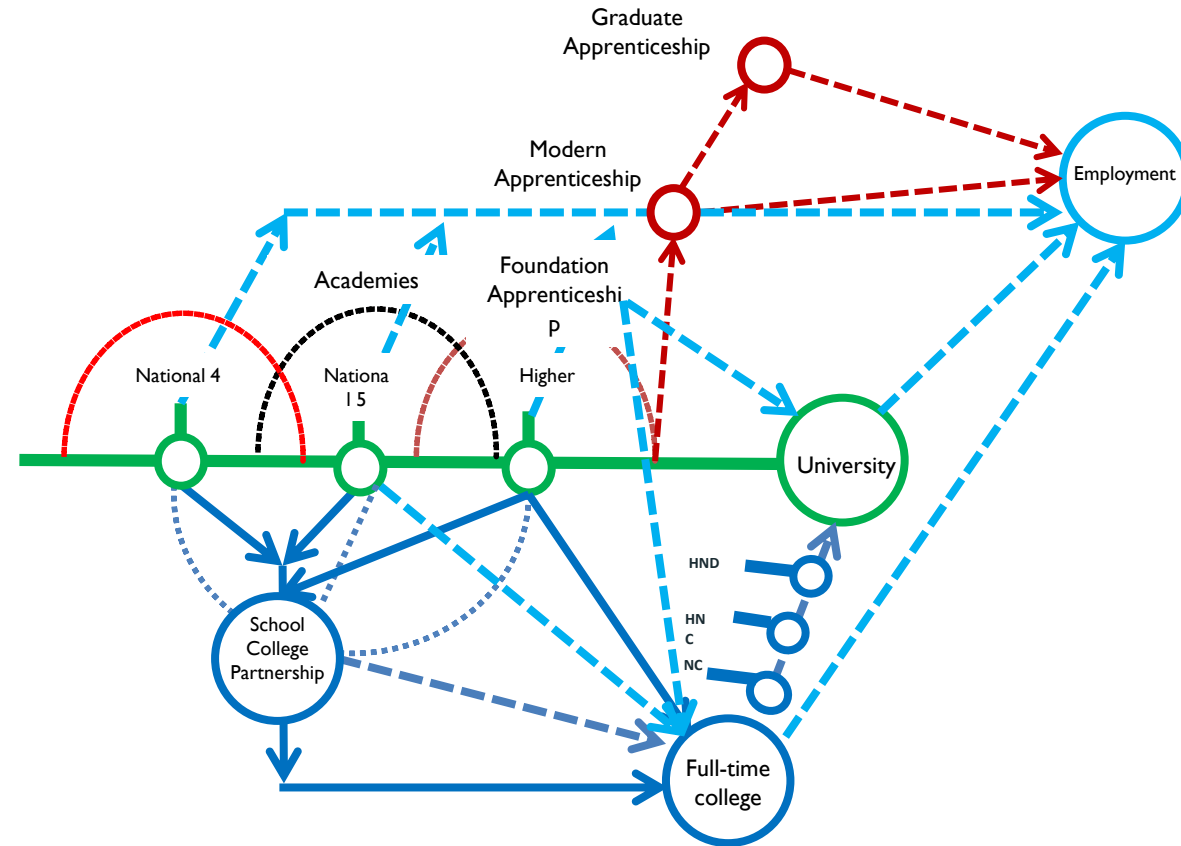 Graduate
Apprenticeship
Modern
Apprenticeship
Employment
Academies
Foundation
Apprenticeshi
p
National 4
Nationa
l 5
Higher
University
HND
HN
C
NC
School
College
Partnership
Full-time
college